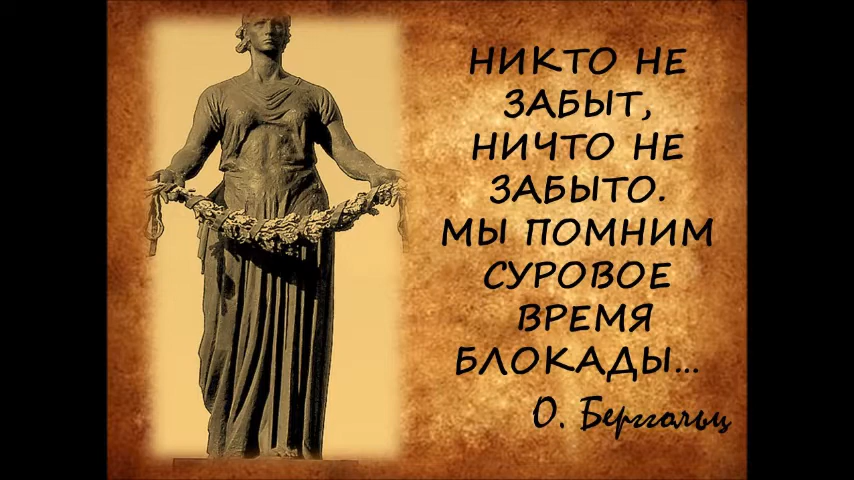 НИКТО НЕ
ЗАБЫТ,
НИЧТО НЕ
ЗАБЫТО.
МЫ ПОМНИМ
СУРОВОЕ
ВРЕМЯ
БЛОКАДЫ...
О. Берггольц